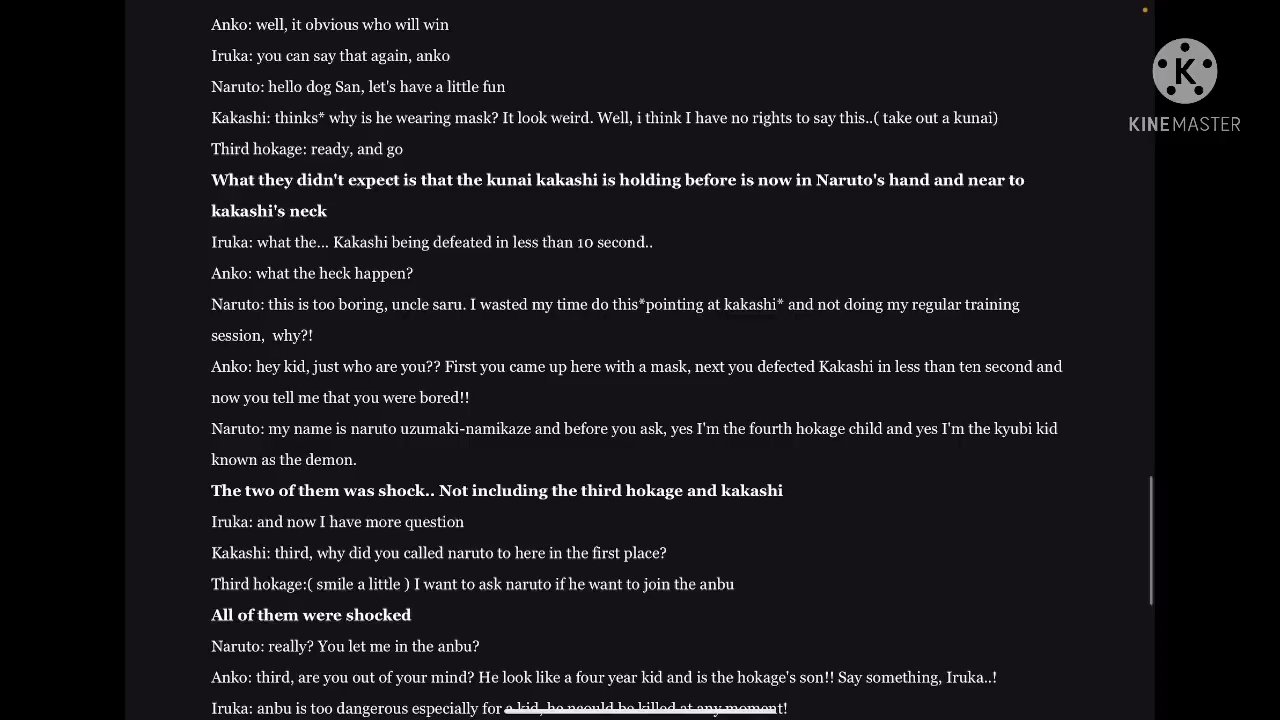 Anko: well, it obvious who will win
Iruka: you can say that again, anko
Naruto: hello dog San, let's have a little fun
Kakashi: thinks* why is he wearing mask? It look weird. Well, i think I have no rights to say this..( take out a kunai)
Third hokage: ready, and go
What they didn't expect is that the kunai kakashi is holding before is now in Naruto's hand and near to
kakashi's neck
Iruka: what the... Kakashi being defeated in less than 10 second..
Anko: what the heck happen?
Naruto: this is too boring, uncle saru. I wasted my time do this*pointing at kakashi* and not doing my regular training
session,  why?!
Anko: hey kid, just who are you?? First you came up here with a mask, next you defected Kakashi in less than ten second and
now you tell me that you were bored!!
Naruto: my name is naruto uzumaki-namikaze and before you ask, yes I'm the fourth hokage child and yes I'm the kyubi kid
known as the demon.
The two of them was shock.. Not including the third hokage and kakashi
Iruka: and now I have more question
Kakashi: third, why did you called naruto to here in the first place?
Third hokage:( smile a little ) I want to ask naruto if he want to join the anbu
All of them were shocked
Naruto: really? You let me in the anbu?
Anko: third, are you out of your mind? He look like a four year kid and is the hokage's son!! Say something, Iruka..!
Iruka: anbu is too dangerous especially for a kid, he ncould be killed at any moment!
K
KINEMASTER